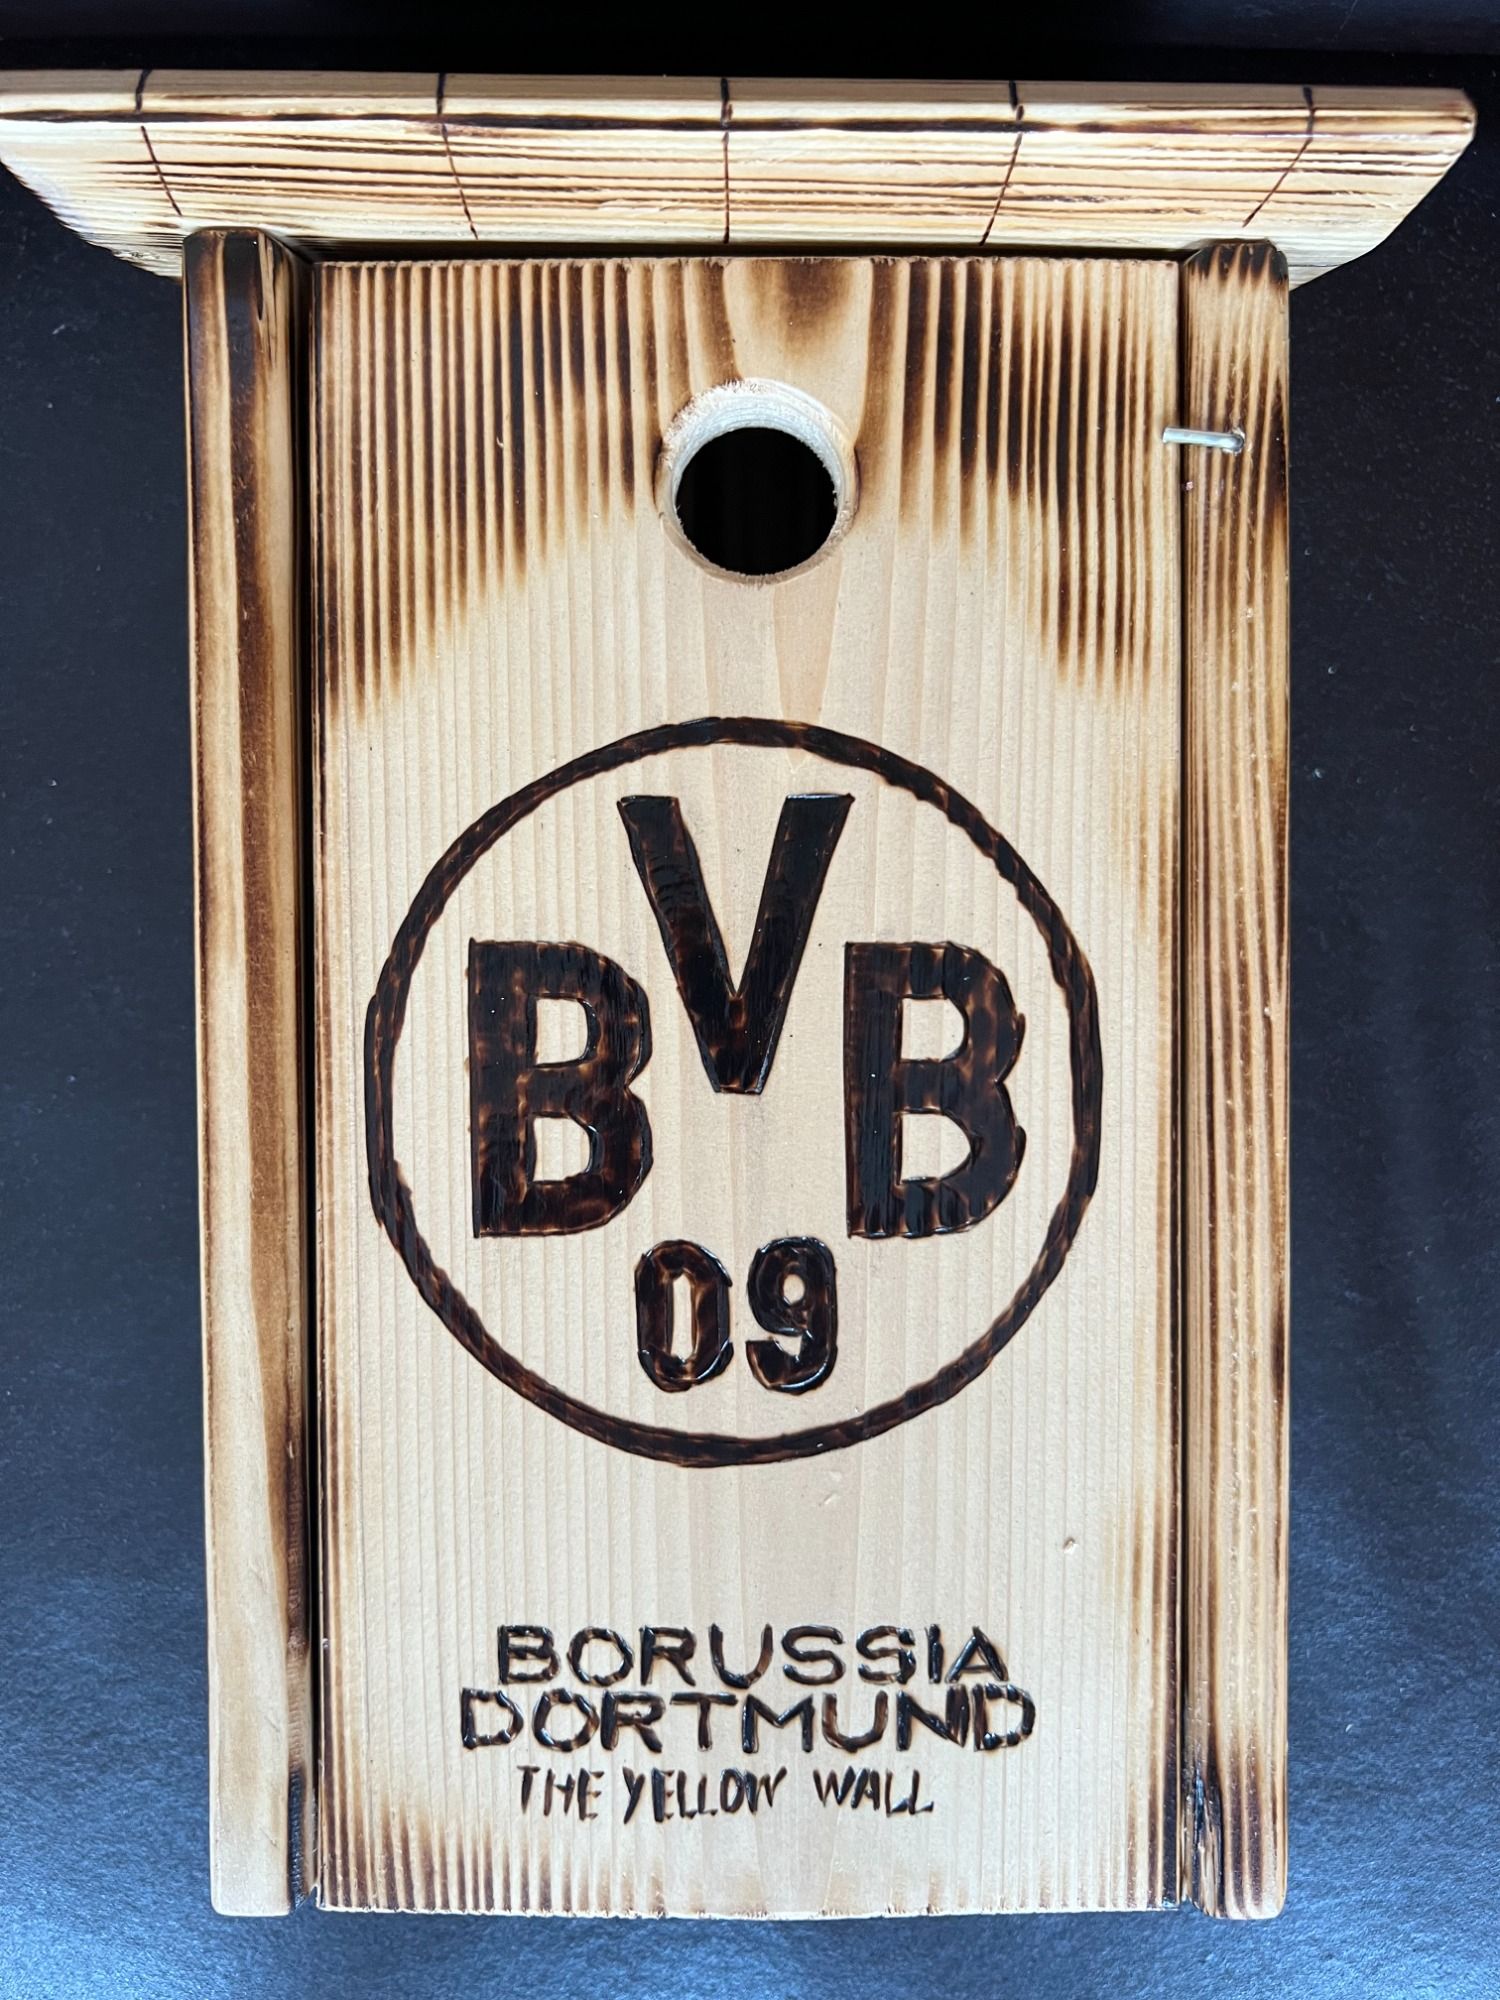 BVB
09
BORUSSIA
DORTMUND
THE YELLOW WALL